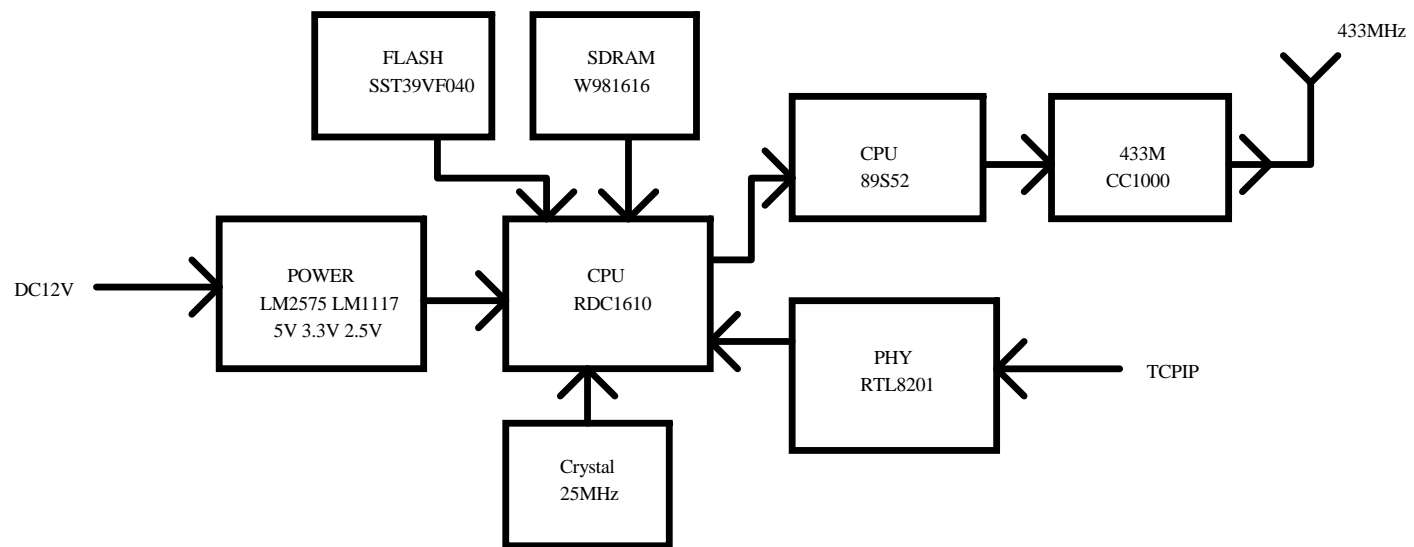 433MHz
FLASH
SST39VF040
SDRAM
W981616
CPU
89S52
433M
CC1000
DC12V
POWER
LM2575 LM1117
5V 3.3V 2.5V
CPU
RDC1610
PHY
RTL8201
TCPIP
Crystal
25MHz